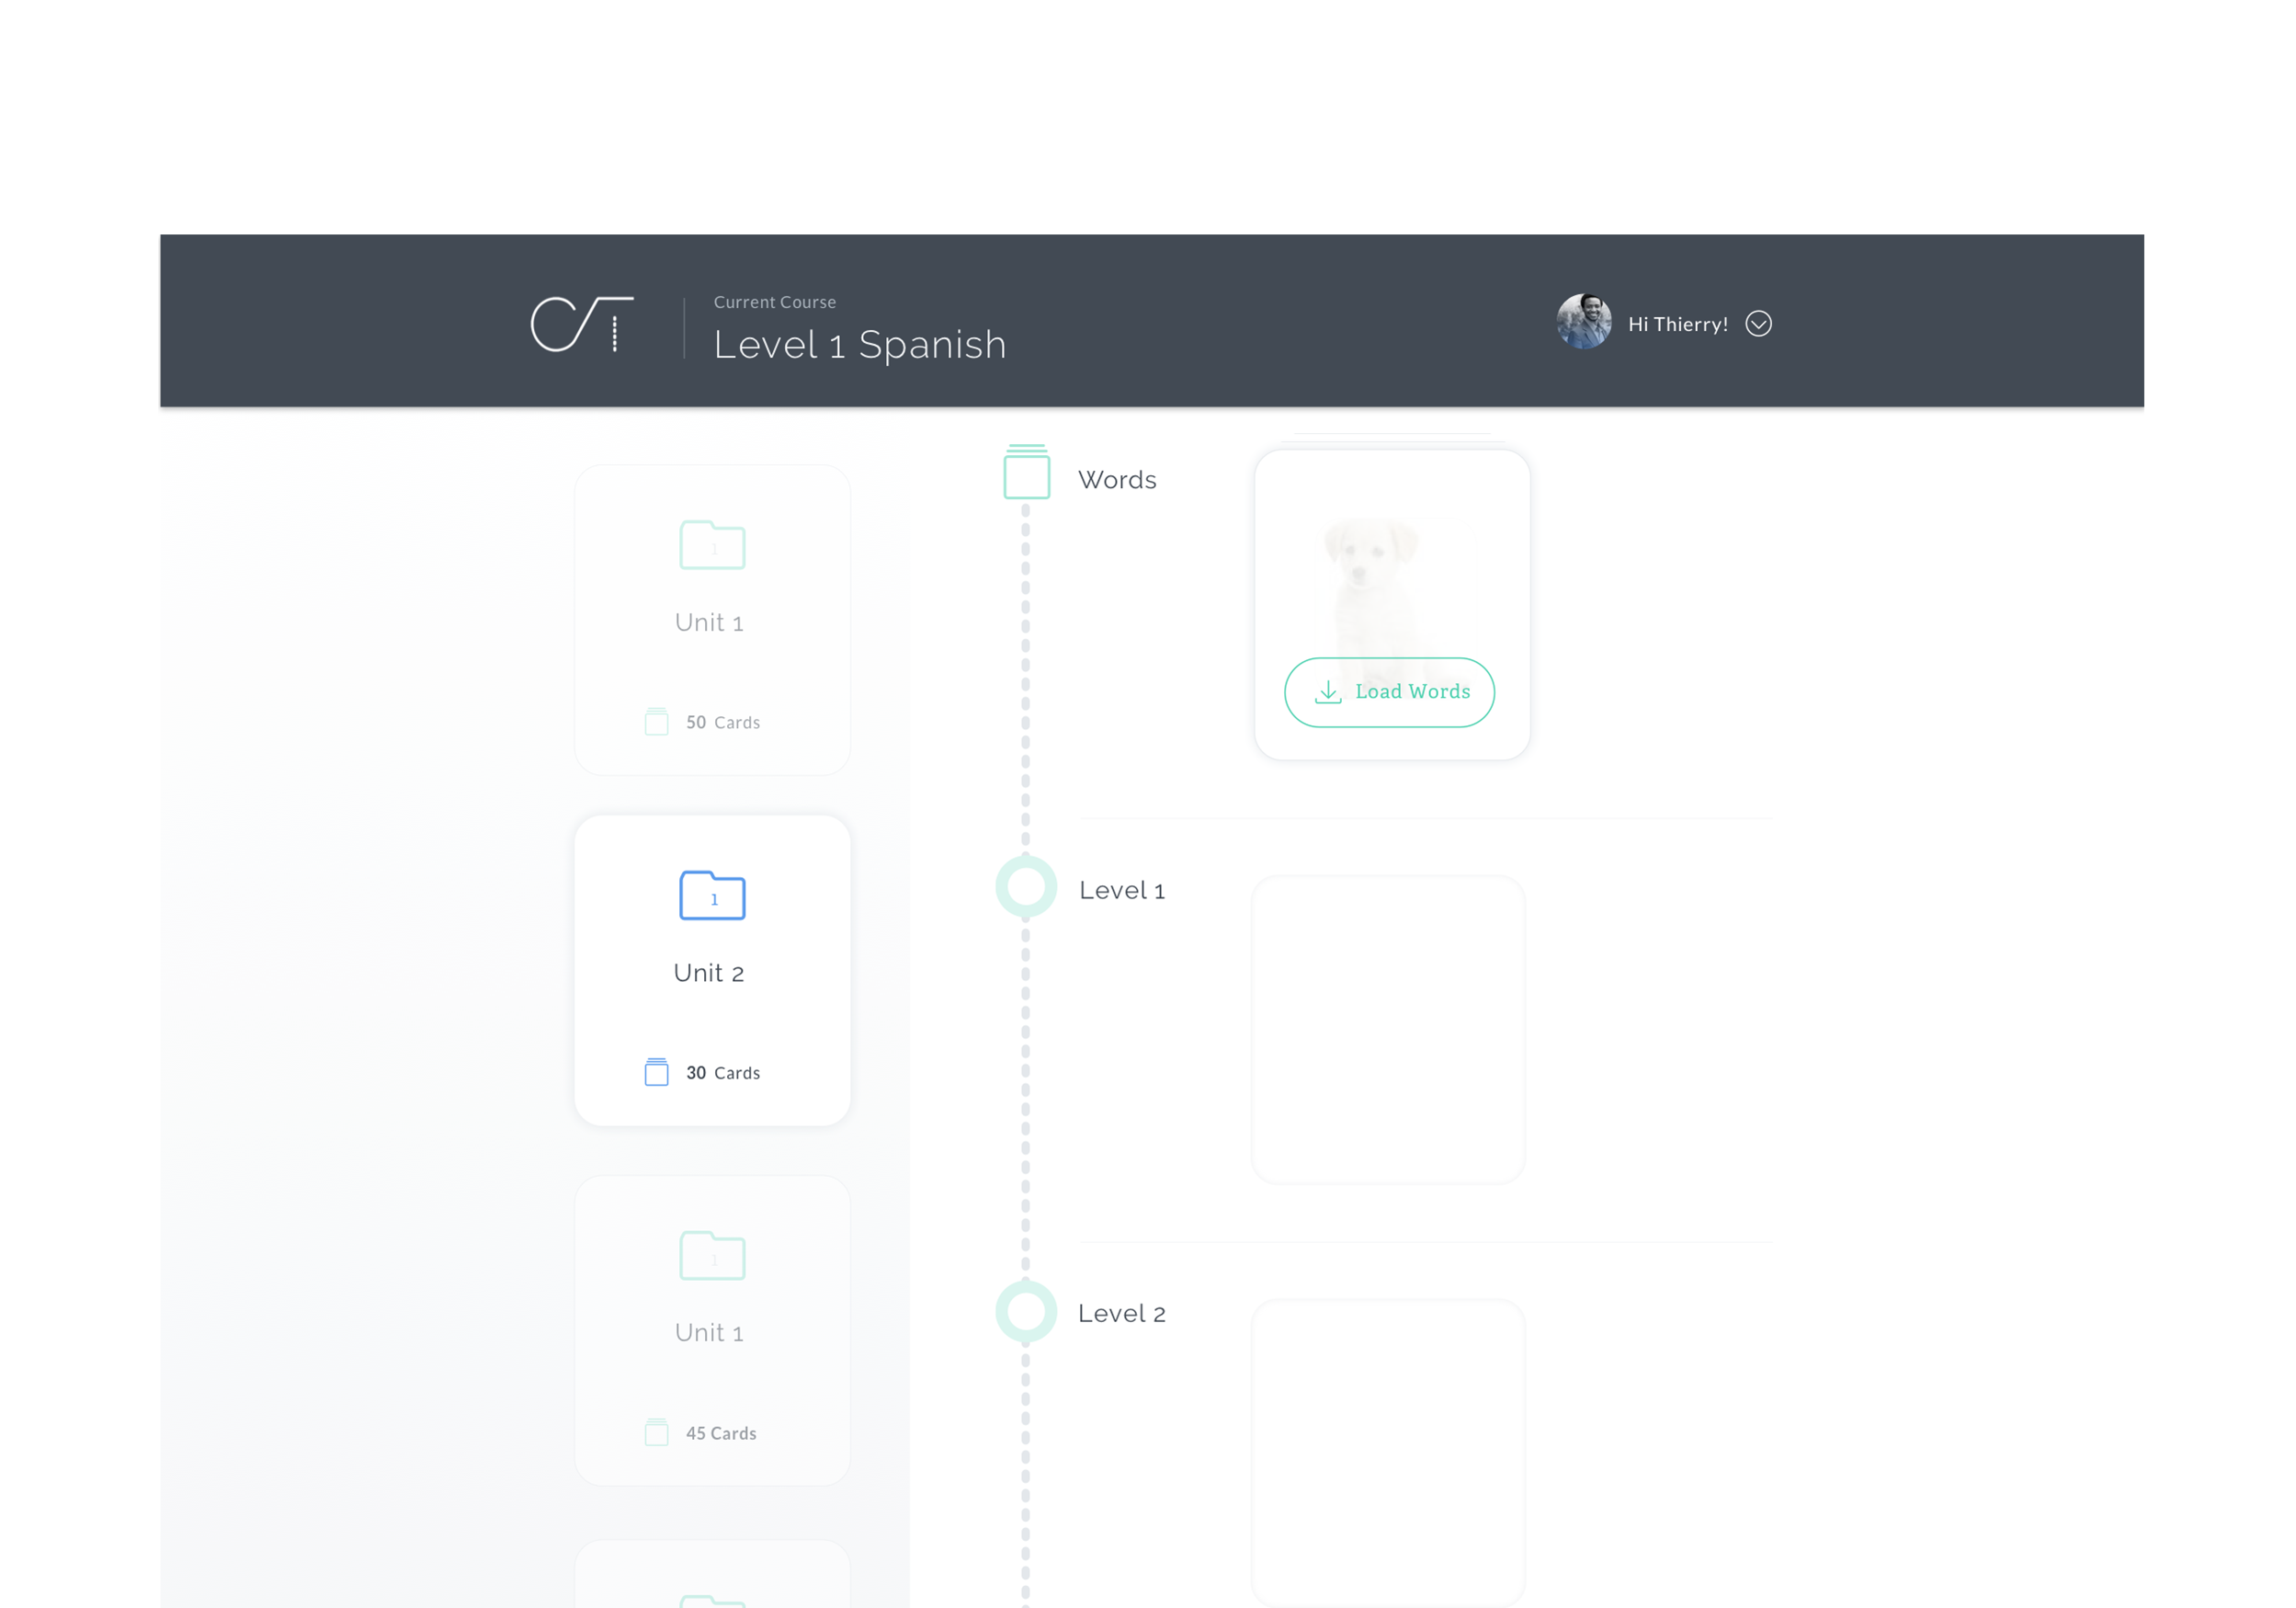 CT
Current Course
Level 1 Spanish
Hi Thierry!
1
Unit 1
50 Cards
1
Unit 2
30 Cards
1
Unit 1
45 Cards
Words
Load Words
Level 1
Level 2